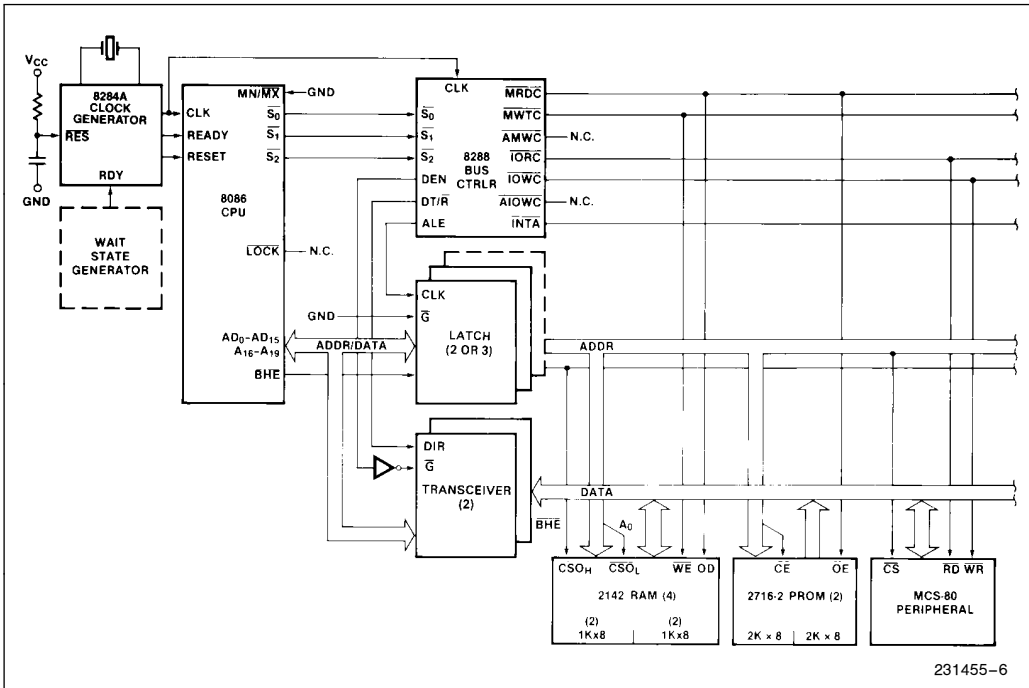 VCC
GND
8284A
CLOCK
GENERATOR
RES
RDY
WAIT
STATE
GENERATOR
MN/MX
GND
CLK
READY
RESET
S0
S1
S2
8086
CPU
LOCK
N.C.
AD0-AD15
A16-A19
BHE
ADDR/DATA
CLK
S0
S1
S2
DEN
DT/R
ALE
8288
BUS
CTRLR
MRDC
MWTC
AMWC
N.C.
IORC
IOWC
AIOWC
N.C.
INTA
CLK
GND
G
LATCH
(2 OR 3)
ADDR
DIR
G
TRANSCEIVER
(2)
DATA
BHE
A0
CSOH
CSOL
WE OD
2142 RAM (4)
(2)
1Kx8
(2)
1Kx8
CE
OE
2716-2 PROM (2)
2K × 8
2K × 8
CS
RD WR
MCS-80
PERIPHERAL
231455–6